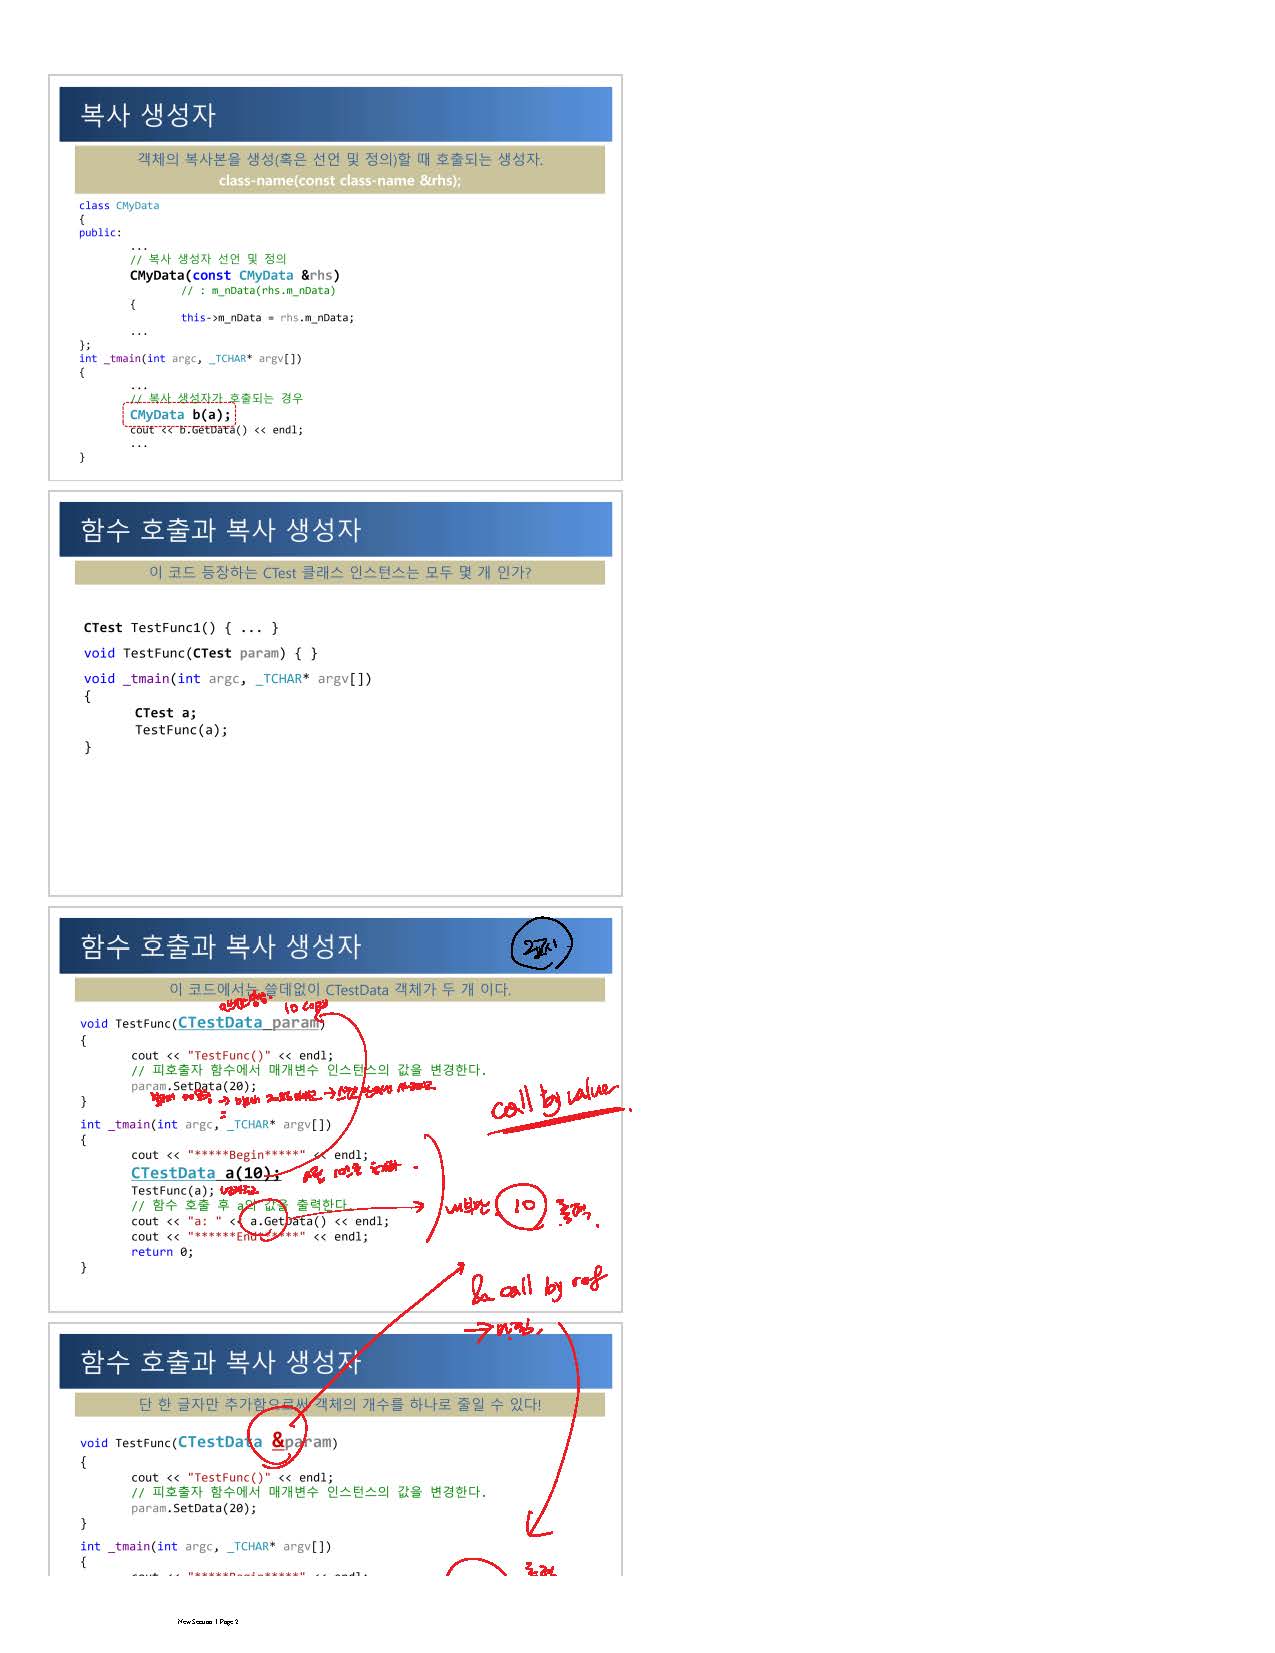 복사 생성자
객체의 복사본을 생성(혹은 선언 및 정의)할 때 호출되는 생성자.
class-name(const class-name &rhs);
class CMyData
{
public:
...
// 복사 생성자 선언 및 정의
CMyData(const CMyData &rhs)
// : m_nData(rhs.m_nData)
{
this->m_nData = rhs.m_nData;
...
};
int _tmain(int argc, _TCHAR* argv[])
{
...
// 복사 생성자가 호출되는 경우
CMyData b(a);
cout << b.GetData() << endl;
...
}
함수 호출과 복사 생성자
이 코드 등장하는 CTest 클래스 인스턴스는 모두 몇 개 인가?
CTest TestFunc1() { ... }
void TestFunc(CTest param) { }
void _tmain(int argc, _TCHAR* argv[])
{
CTest a;
TestFunc(a);
}
함수 호출과 복사 생성자
이 코드에서는 쓸데없이 CTestData 객체가 두 개 이다.
10 copy
void TestFunc(CTestData param)
{
cout << "TestFunc()" << endl;
// 피호출자 함수에서 매개변수 인스턴스의 값을 변경한다.
param.SetData(20);
call by value
}
int _tmain(int argc, _TCHAR* argv[])
{
cout << "*****Begin*****" << endl;
CTestData a(10);
TestFunc(a);
// 함수 호출 후 a의 값을 출력한다.
10 출력.
cout << "a: " << a.GetData() << endl;
cout << "******End*****" << endl;
return 0;
}
& call by ref
함수 호출과 복사 생성자
단 한 글자만 추가함으로써 객체의 개수를 하나로 줄일 수 있다!
void TestFunc(CTestData &param)
{
cout << "TestFunc()" << endl;
// 피호출자 함수에서 매개변수 인스턴스의 값을 변경한다.
param.SetData(20);
}
int _tmain(int argc, _TCHAR* argv[])
{
cout << "*****Begin*****" << endl;
New Section 1 Page 2